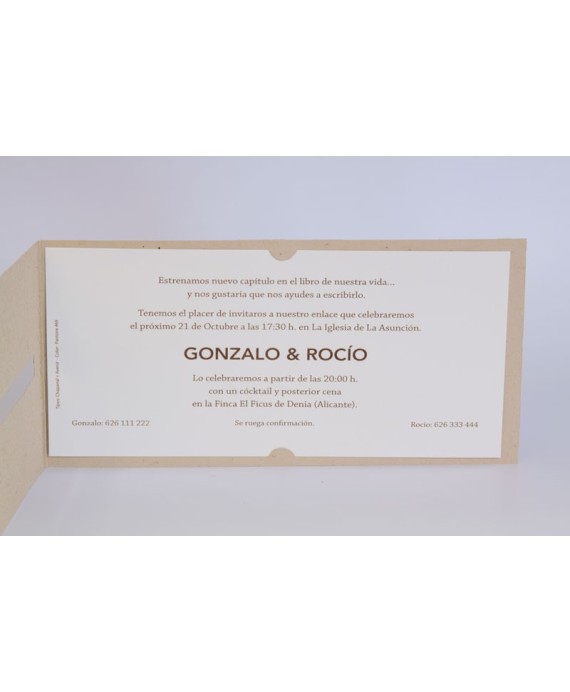 Estrenamos nuevo capítulo en el libro de nuestra vida...
y nos gustaría que nos ayudes a escribirlo.
Tenemos el placer de invitaros a nuestro enlace que celebraremos
el próximo 21 de Octubre a las 17:30 h. en La Iglesia de La Asunción.
GONZALO & ROCÍO
Lo celebraremos a partir de las 20:00 h.
con un cócktail y posterior cena
en la Finca El Ficus de Denia (Alicante).
Gonzalo: 626 111 222
Se ruega confirmación.
Rocío: 626 333 444